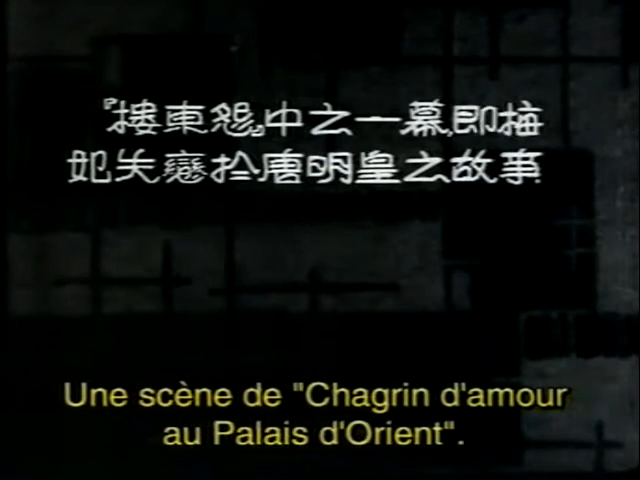 『樓東怨』中之一幕,即梅
妃失戀於唐明皇之故事
Une scène de "Chagrin d'amour
au Palais d'Orient".